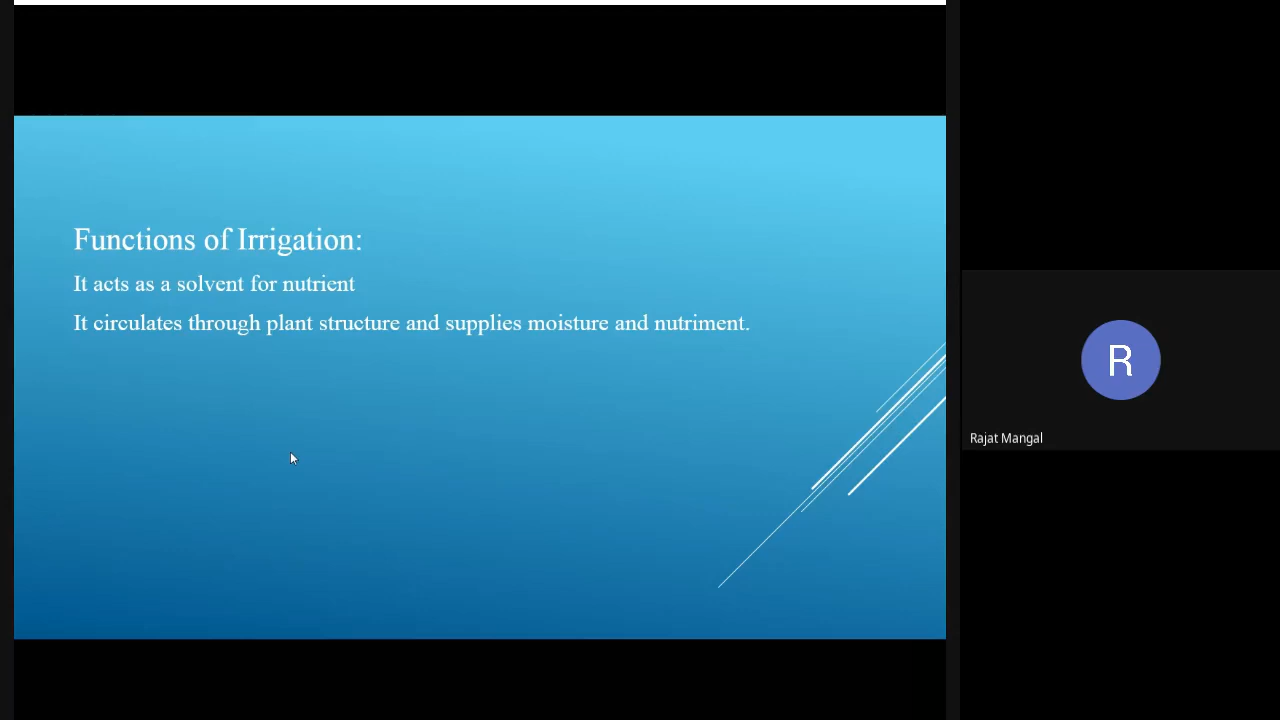 Functions of Irrigation:
It acts as a solvent for nutrient
It circulates through plant structure and supplies moisture and nutriment.
R
Rajat Mangal